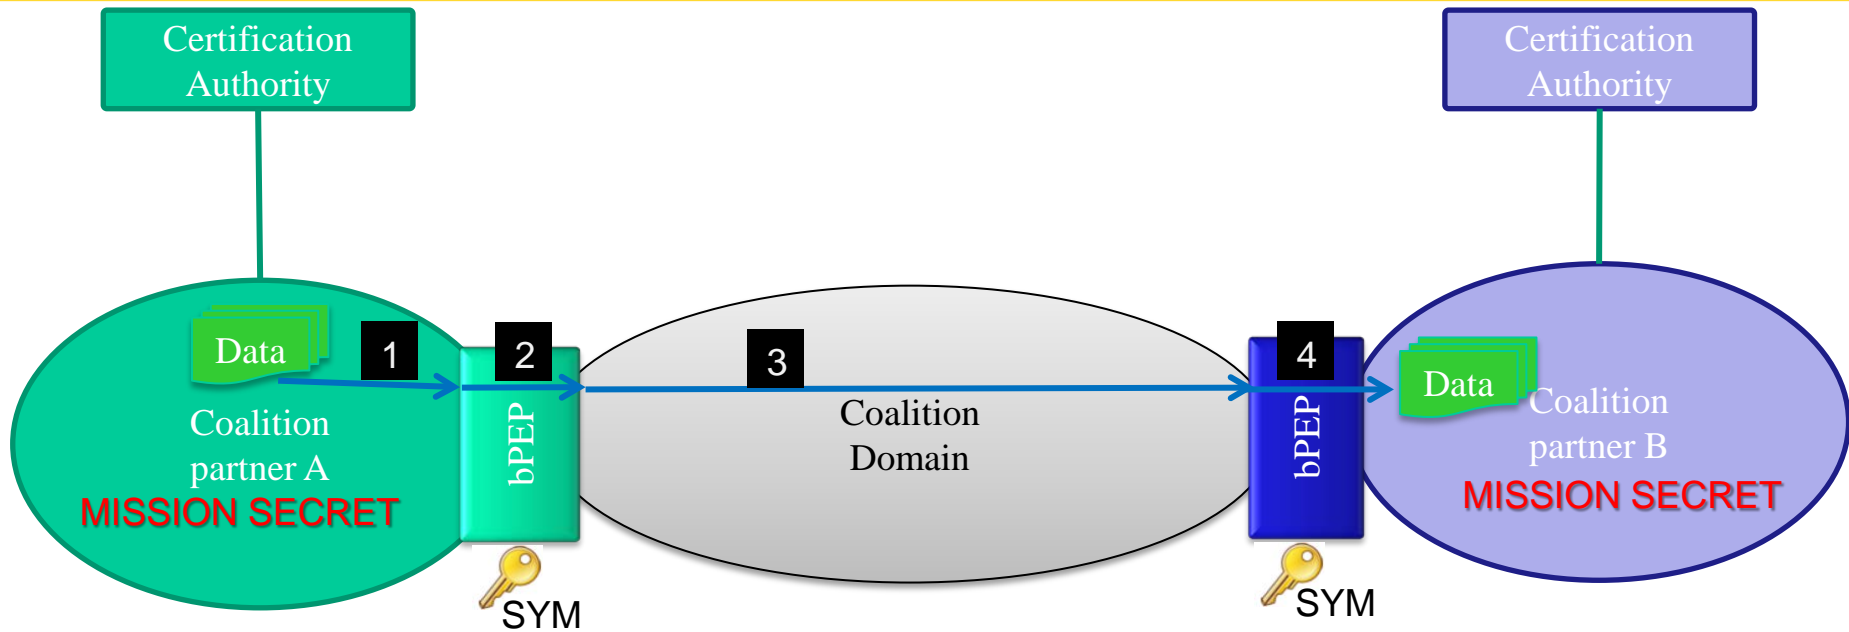 Certification
Authority
Certification
Authority
Data
1
2
3
4
Data
Coalition
partner A
MISSION SECRET
bPEP
Coalition
Domain
bPEP
Coalition
partner B
MISSION SECRET
SYM
SYM